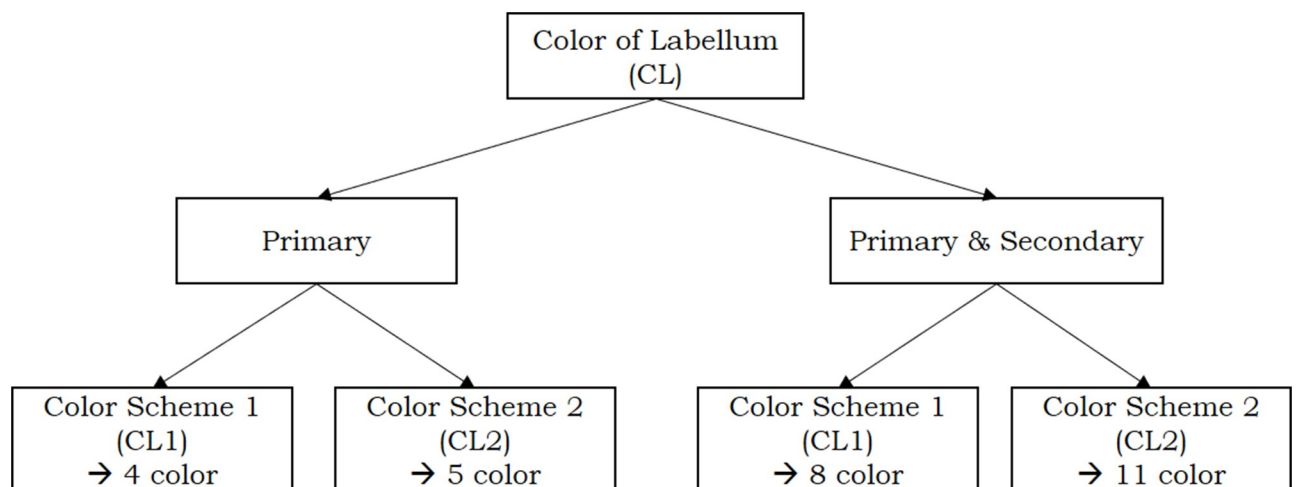 Color of Labellum
(CL)
Primary
Primary & Secondary
Color Scheme 1
(CL1)
→ 4 color
Color Scheme 2
(CL2)
→ 5 color
Color Scheme 1
(CL1)
→ 8 color
Color Scheme 2
(CL2)
→ 11 color